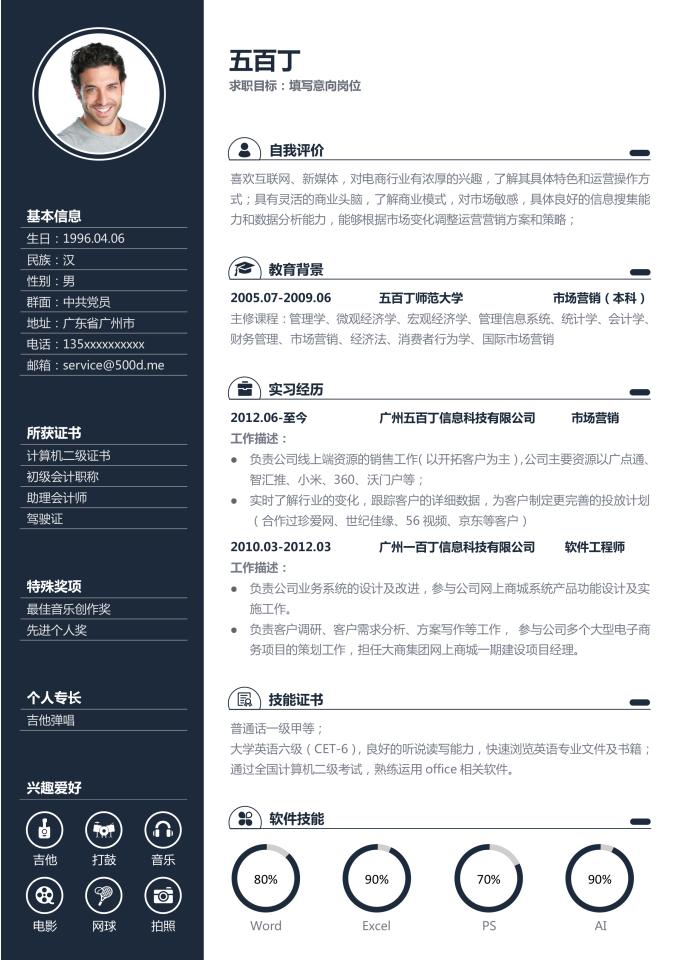 五百丁
求职目标：填写意向岗位
基本信息
生日：1996.04.06
民族：汉
性别：男
群面：中共党员
地址：广东省广州市
电话：135xxxxxxxxxx
邮箱：service@500d.me
所获证书
计算机二级证书
初级会计职称
助理会计师
驾驶证
特殊奖项
最佳音乐创作奖
先进个人奖
个人专长
吉他弹唱
兴趣爱好
吉他 打鼓 音乐
电影 网球 拍照
自我评价
喜欢互联网、新媒体，对电商行业有浓厚的兴趣，了解其具体特色和运营操作方
式；具有灵活的商业头脑，了解商业模式，对市场敏感，具体良好的信息搜集能
力和数据分析能力，能够根据市场变化调整运营营销方案和策略；
教育背景
2005.07-2009.06 五百丁师范大学 市场营销（本科）
主修课程：管理学、微观经济学、宏观经济学、管理信息系统、统计学、会计学、
财务管理、市场营销、经济法、消费者行为学、国际市场营销
实习经历
2012.06-至今 广州五百丁信息科技有限公司 市场营销
工作描述：
● 负责公司线上端资源的销售工作（以开拓客户为主），公司主要资源以广点通、
智汇推、小米、360、沃门户等；
● 实时了解行业的变化，跟踪客户的详细数据，为客户制定更完善的投放计划
（合作过珍爱网、世纪佳缘、56 视频、京东等客户）
2010.03-2012.03 广州一百丁信息科技有限公司 软件工程师
工作描述：
● 负责公司业务系统的设计及改进，参与公司网上商城系统产品功能设计及实
施工作。
● 负责客户调研、客户需求分析、方案写作等工作， 参与公司多个大型电子商
务项目的策划工作，担任大商集团网上商城一期建设项目经理。
技能证书
普通话一级甲等；
大学英语六级（CET-6），良好的听说读写能力，快速浏览英语专业文件及书籍；
通过全国计算机二级考试，熟练运用 office 相关软件。
软件技能
80% 90% 70% 90%
Word Excel PS AI